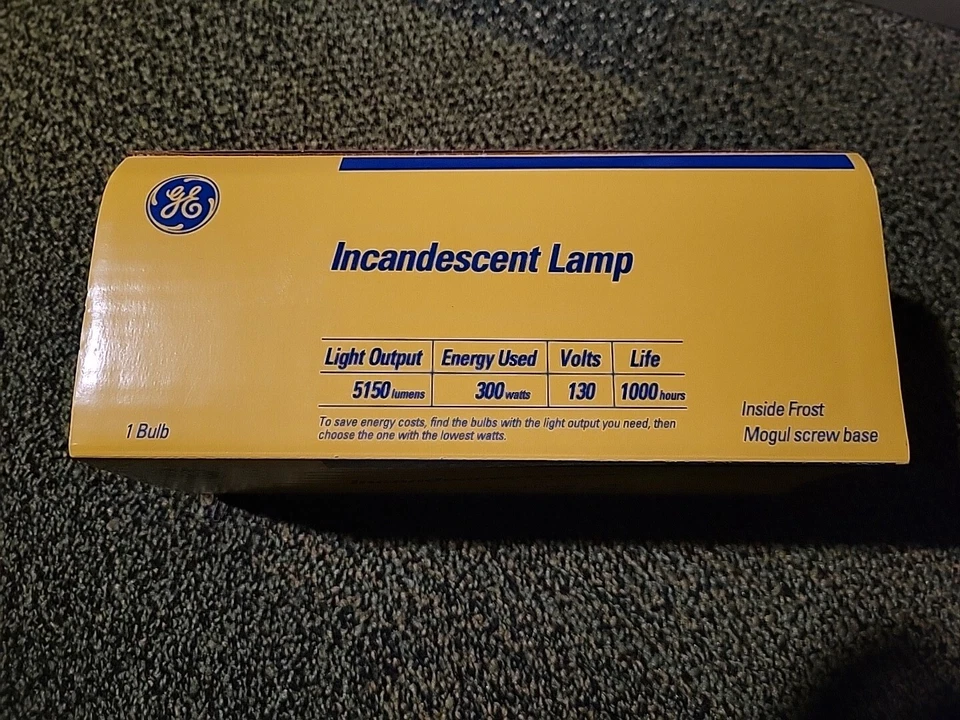 GE
Incandescent Lamp
Light Output Energy Used Volts Life
5150 lumens 300 watts 130 1000 hours
To save energy costs, find the bulbs with the light output you need, then
choose the one with the lowest watts.
1 Bulb
Inside Frost
Mogul screw base